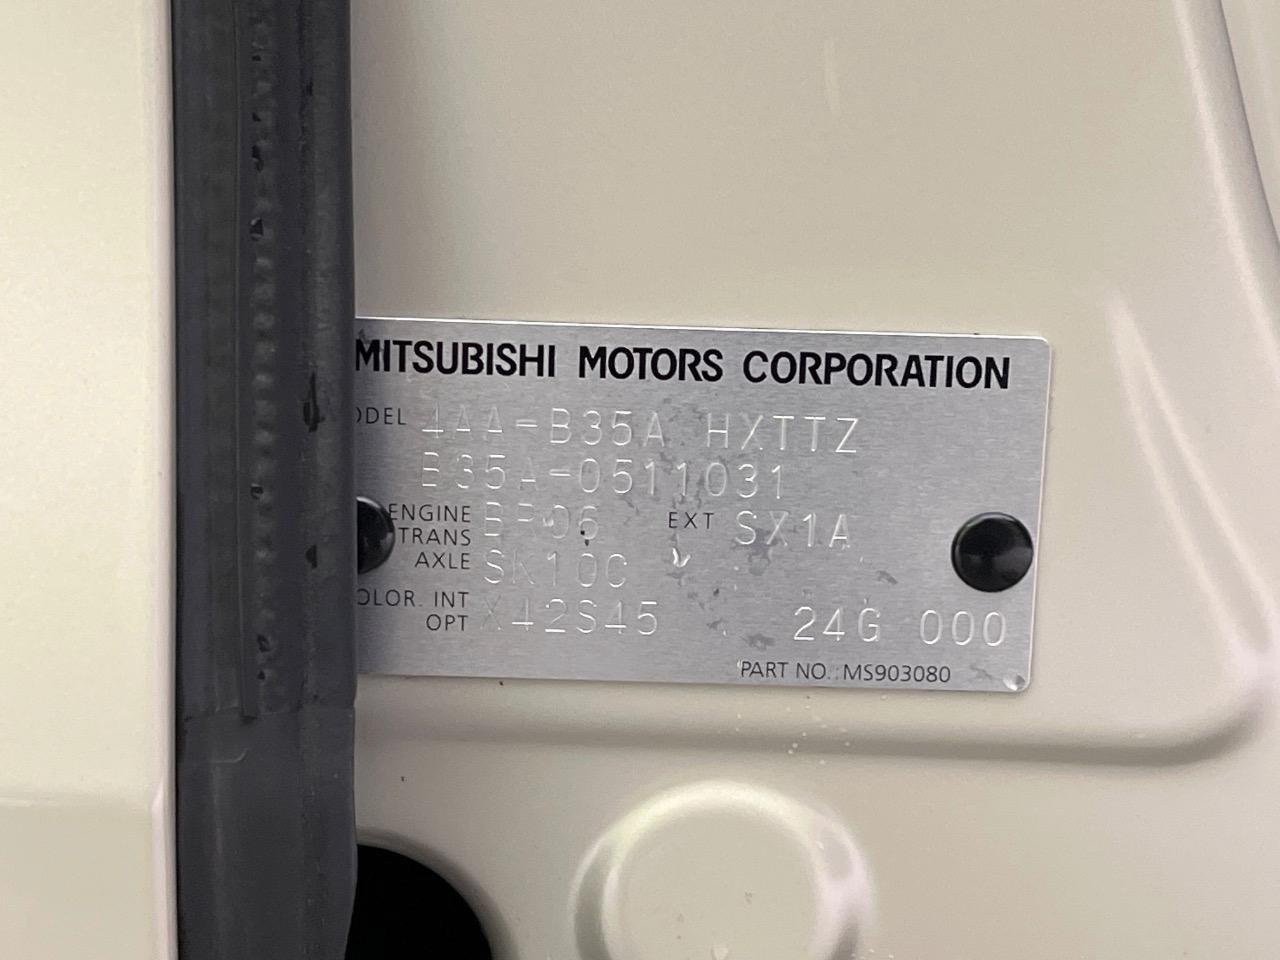 MITSUBISHI MOTORS CORPORATION
ODEL 4AA-B35A HXTTZ
B35A-0511031
ENGINE BR06 EXT SX1A
TRANS
AXLE SK10C
OLOR. INT
OPT X42S45 24G 000
PART NO.: MS903080